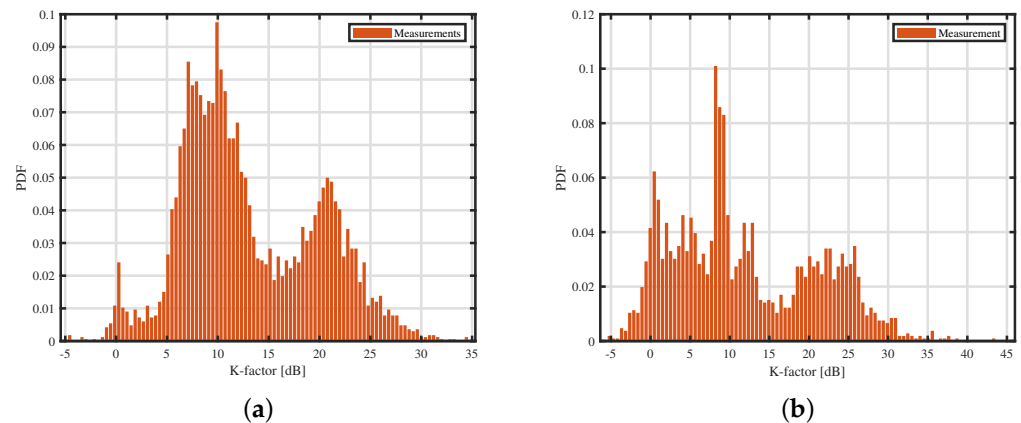 0.1
0.09
0.08
0.07
0.06
0.05
0.04
0.03
0.02
0.01
0
PDF
Measurements
-5 0 5 10 15 20 25 30 35
K-factor [dB]
(a)
0.12
0.1
0.08
0.06
0.04
0.02
0
PDF
Measurement
-5 0 5 10 15 20 25 30 35 40 45
K-factor [dB]
(b)